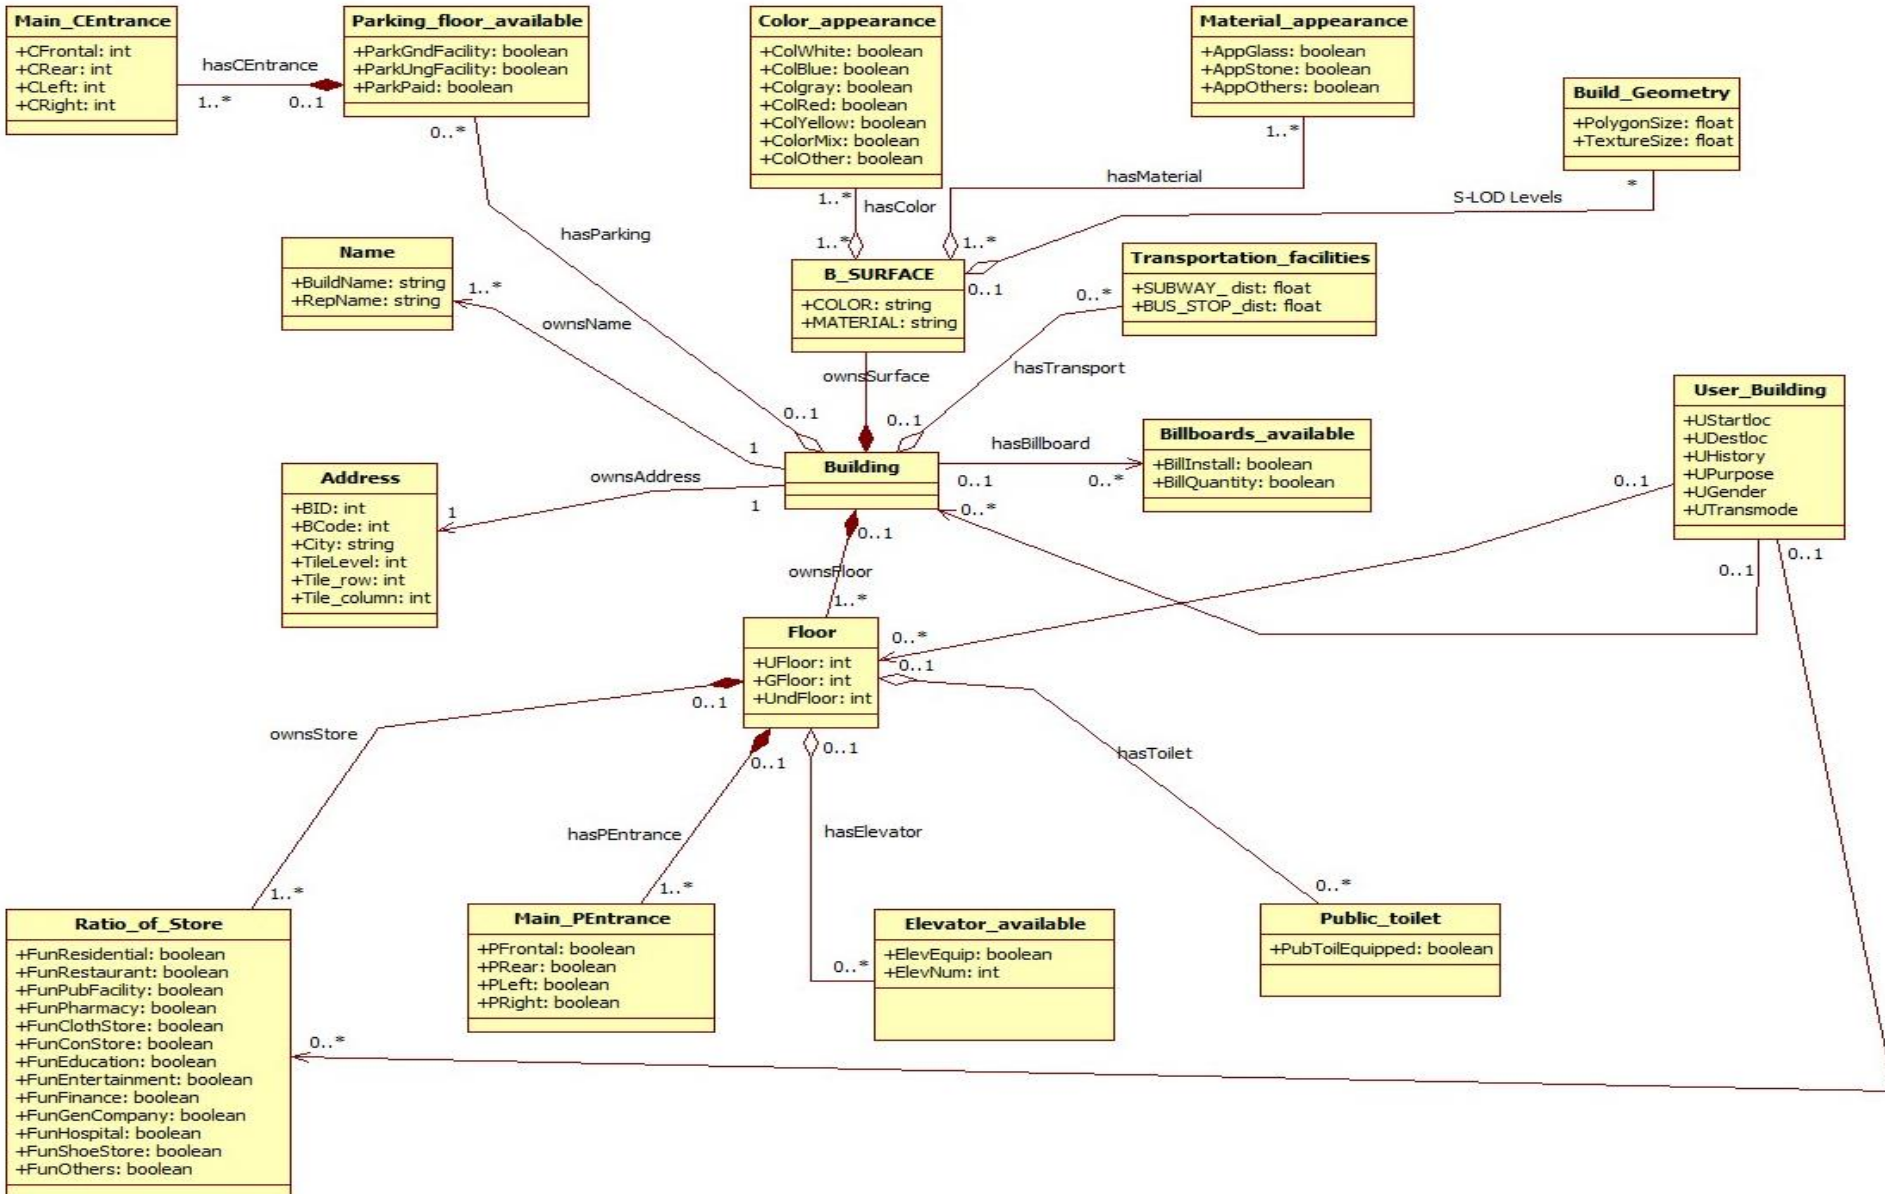 Main_CEntrance
+CFrontal: int
+CRear: int
+CLeft: int
+CRight: int
hasCEntrance
1..*
0..1
Parking_floor_available
+ParkGndFacility: boolean
+ParkUngFacility: boolean
+ParkPaid: boolean
0..*
Color_appearance
+ColWhite: boolean
+ColBlue: boolean
+Colgray: boolean
+ColRed: boolean
+ColYellow: boolean
+ColorMix: boolean
+ColOther: boolean
1..*
hasColor
1..*
Material_appearance
+AppGlass: boolean
+AppStone: boolean
+AppOthers: boolean
1..*
hasMaterial
1..*
Build_Geometry
+PolygonSize: float
+TextureSize: float
*
S-LOD Levels
0..1
hasParking
0..1
Name
+BuildName: string
+RepName: string
1..*
ownsName
1
B_SURFACE
+COLOR: string
+MATERIAL: string
ownsSurface
Transportation_facilities
+SUBWAY_ dist: float
+BUS_STOP_dist: float
0..*
hasTransport
0..1
User_Building
+UStartloc
+UDestloc
+UHistory
+UPurpose
+UGender
+UTransmode
0..1
0..1
0..1
Building
hasBillboard
0..1
0..*
Billboards_available
+BillInstall: boolean
+BillQuantity: boolean
0..*
Address
+BID: int
+BCode: int
+City: string
+TileLevel: int
+Tile_row: int
+Tile_column: int
ownsAddress
1
1
0..1
ownsFloor
1..*
Floor
+UFloor: int
+GFloor: int
+UndFloor: int
0..*
0..1
0..1
ownsStore
1..*
0..1
hasPEntrance
1..*
0..1
hasElevator
0..*
hasToilet
0..*
Ratio_of_Store
+FunResidential: boolean
+FunRestaurant: boolean
+FunPubFacility: boolean
+FunPharmacy: boolean
+FunClothStore: boolean
+FunConStore: boolean
+FunEducation: boolean
+FunEntertainment: boolean
+FunFinance: boolean
+FunGenCompany: boolean
+FunHospital: boolean
+FunShoeStore: boolean
+FunOthers: boolean
0..*
Main_PEntrance
+PFrontal: boolean
+PRear: boolean
+PLeft: boolean
+PRight: boolean
Elevator_available
+ElevEquip: boolean
+ElevNum: int
Public_toilet
+PubToilEquipped: boolean